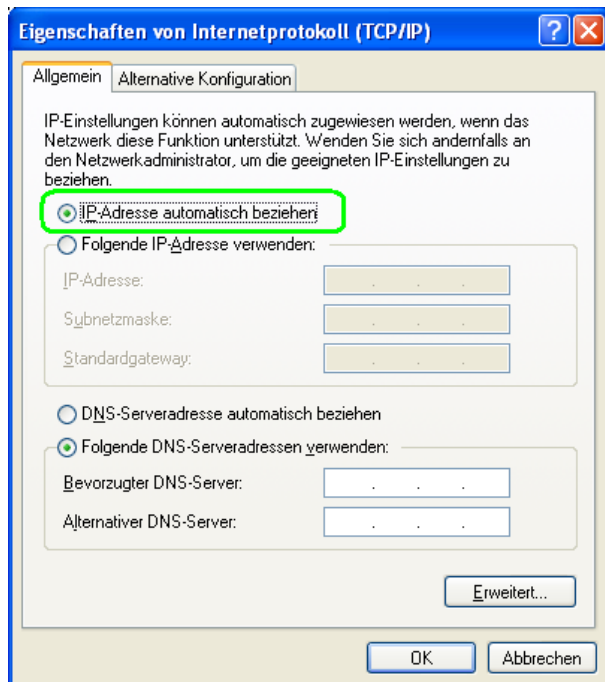 Eigenschaften von Internetprotokoll (TCP/IP)
Allgemein
Alternative Konfiguration
IP-Einstellungen können automatisch zugewiesen werden, wenn das
Netzwerk diese Funktion unterstützt. Wenden Sie sich andernfalls an
den Netzwerkadministrator, um die geeigneten IP-Einstellungen zu
beziehen.
IP-Adresse automatisch beziehen
Folgende IP-Adresse verwenden:
IP-Adresse:
Subnetzmaske:
Standardgateway:
DNS-Serveradresse automatisch beziehen
Folgende DNS-Serveradressen verwenden:
Bevorzugter DNS-Server:
Alternativer DNS-Server:
Erweitert...
OK
Abbrechen